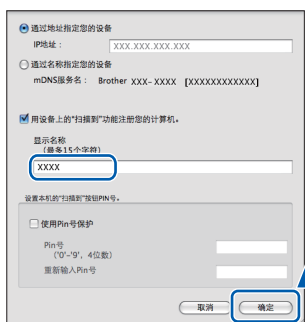 通过地址指定您的设备
IP地址： XXX.XXX.XXX.XXX
通过名称指定您的设备
mDNS服务名： Brother XXX-XXXX [XXXXXXXXXXXX]
用设备上的“扫描到”功能注册您的计算机。
显示名称
（最多15个字符）
XXXX
设置本机的“扫描到”按钮PIN号。
使用Pin号保护
Pin号
（'0'-'9'，4位数）
重新输入Pin号
取消 确定